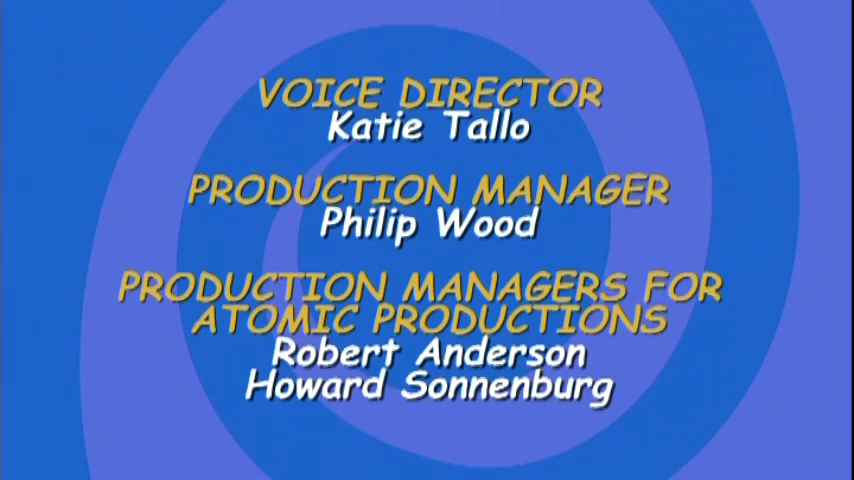 VOICE DIRECTOR
Katie Tallo
PRODUCTION MANAGER
Philip Wood
PRODUCTION MANAGERS FOR
ATOMIC PRODUCTIONS
Robert Anderson
Howard Sonnenburg